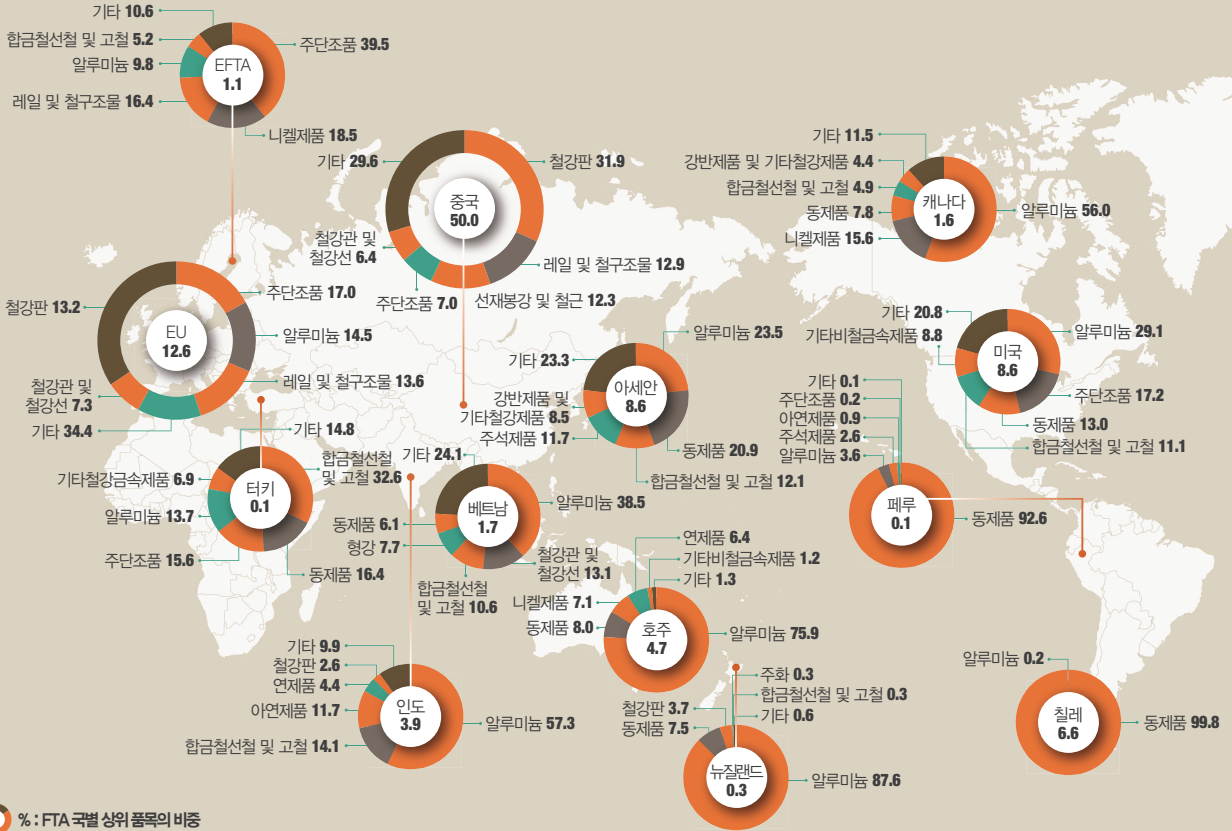 기타 10.6
합금철선철 및 고철 5.2
알루미늄 9.8
레일 및 철구조물 16.4
주단조품 39.5
니켈제품 18.5
EFTA
1.1
기타 29.6
철강판 31.9
철강관 및
철강선 6.4
주단조품 7.0
선재봉강 및 철근 12.3
레일 및 철구조물 12.9
중국
50.0
기타 11.5
강반제품 및 기타철강제품 4.4
합금철선철 및 고철 4.9
동제품 7.8
니켈제품 15.6
알루미늄 56.0
캐나다
1.6
철강판 13.2
주단조품 17.0
알루미늄 14.5
레일 및 철구조물 13.6
철강관 및
철강선 7.3
기타 34.4
EU
12.6
기타 23.3
알루미늄 23.5
강반제품 및
기타철강제품 8.5
주석제품 11.7
동제품 20.9
합금철선철 및 고철 12.1
아세안
8.6
기타 20.8
기타비철금속제품 8.8
알루미늄 29.1
주단조품 17.2
동제품 13.0
합금철선철 및 고철 11.1
미국
8.6
기타 14.8
합금철선철
및 고철 32.6
기타철강금속제품 6.9
알루미늄 13.7
주단조품 15.6
동제품 16.4
터키
0.1
기타 24.1
알루미늄 38.5
동제품 6.1
형강 7.7
철강관 및
철강선 13.1
합금철선철
및 고철 10.6
베트남
1.7
기타 0.1
주단조품 0.2
아연제품 0.9
주석제품 2.6
알루미늄 3.6
동제품 92.6
페루
0.1
연제품 6.4
기타비철금속제품 1.2
기타 1.3
니켈제품 7.1
동제품 8.0
알루미늄 75.9
호주
4.7
기타 9.9
철강판 2.6
연제품 4.4
아연제품 11.7
합금철선철 및 고철 14.1
알루미늄 57.3
인도
3.9
주화 0.3
합금철선철 및 고철 0.3
기타 0.6
철강판 3.7
동제품 7.5
알루미늄 87.6
뉴질랜드
0.3
알루미늄 0.2
동제품 99.8
칠레
6.6
% : FTA 국별 상위 품목의 비중